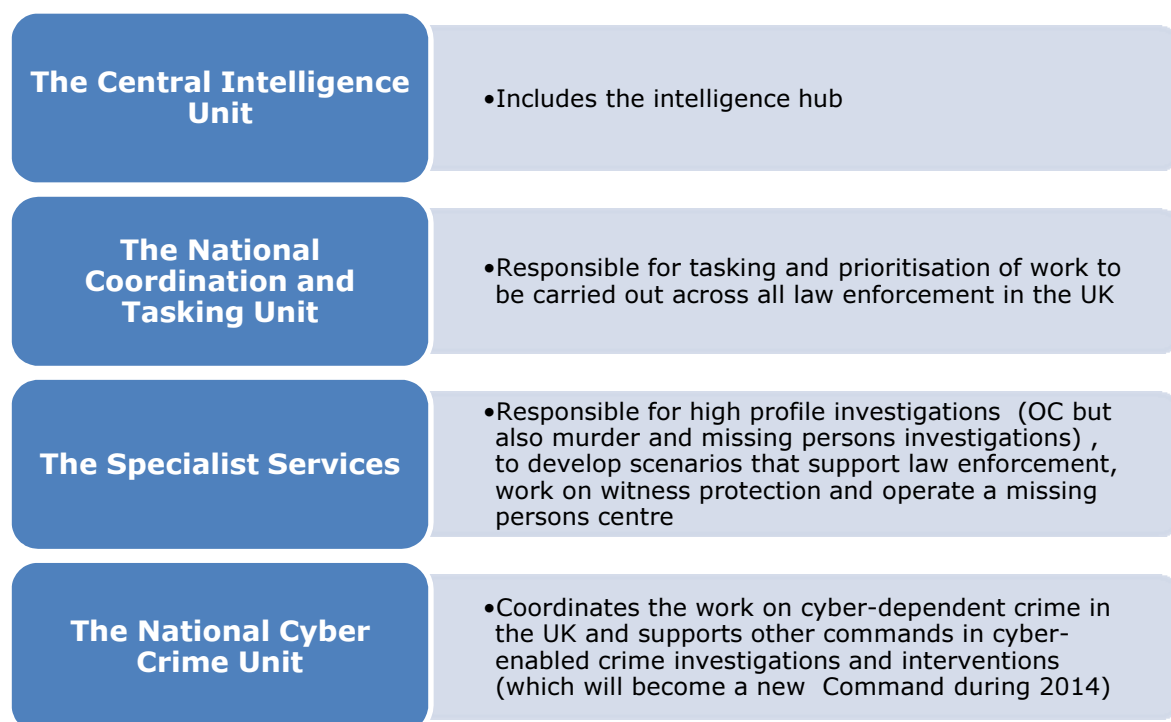 The Central Intelligence
Unit
•Includes the intelligence hub
The National
Coordination and
Tasking Unit
•Responsible for tasking and prioritisation of work to
be carried out across all law enforcement in the UK
The Specialist Services
•Responsible for high profile investigations  (OC but
also murder and missing persons investigations) ,
to develop scenarios that support law enforcement,
work on witness protection and operate a missing
persons centre
The National Cyber
Crime Unit
•Coordinates the work on cyber-dependent crime in
the UK and supports other commands in cyber-
enabled crime investigations and interventions
(which will become a new  Command during 2014)